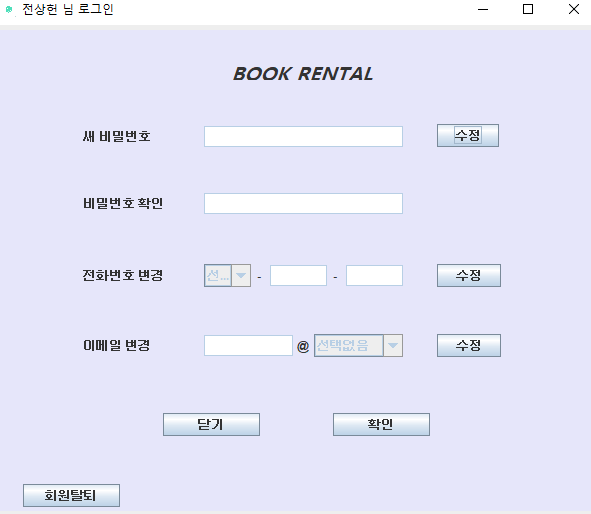 전상헌 님 로그인
BOOK RENTAL
새 비밀번호 수정
비밀번호 확인
전화번호 변경 선... - - 수정
이메일 변경 @ 선택없음 수정
닫기 확인
회원탈퇴